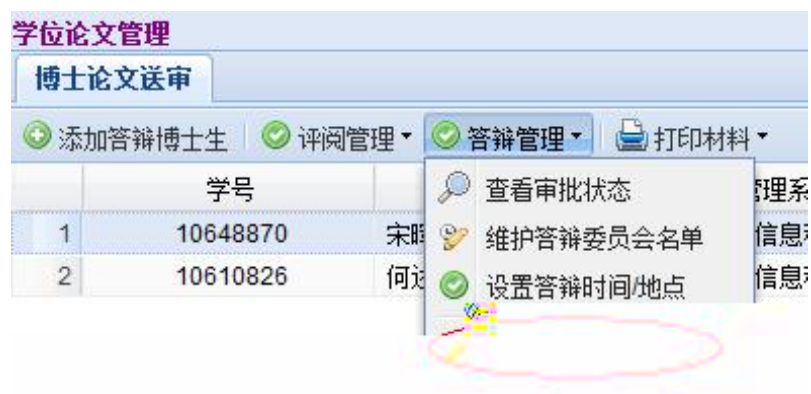 学位论文管理
博士论文送审
添加答辩博士生 评阅管理 答辩管理 打印材料
学号
查看审批状态
1 10648870 宋
维护答辩委员会名单
信息
2 10610826 何
设置答辩时间/地点
信息